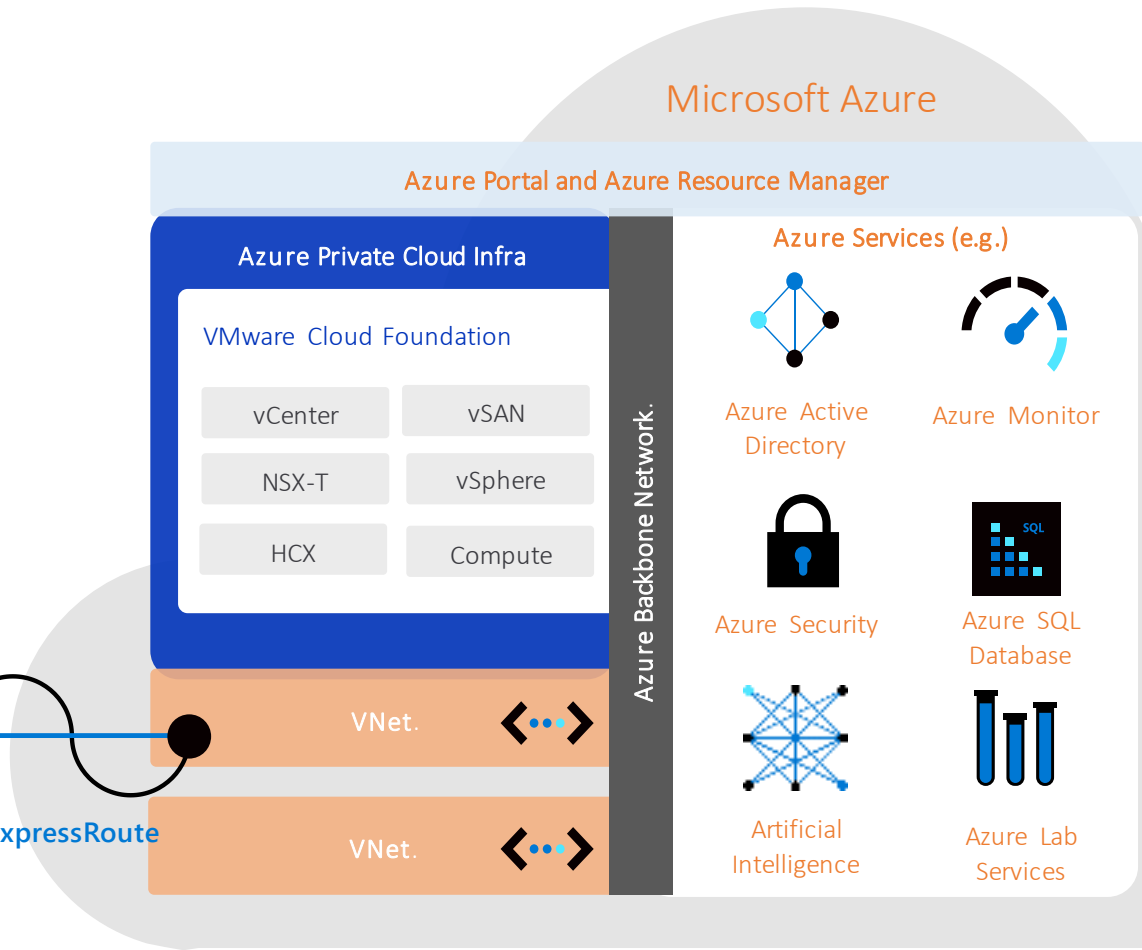 Microsoft Azure
Azure Portal and Azure Resource Manager
Azure Private Cloud Infra
VMware Cloud Foundation
vCenter
vSAN
NSX-T
vSphere
HCX
Compute
VNet.
VNet.
xpressRoute
Azure Backbone Network.
Azure Services (e.g.)
Azure Active
Directory
Azure Monitor
Azure Security
SQL
Azure SQL
Database
Artificial
Intelligence
Azure Lab
Services